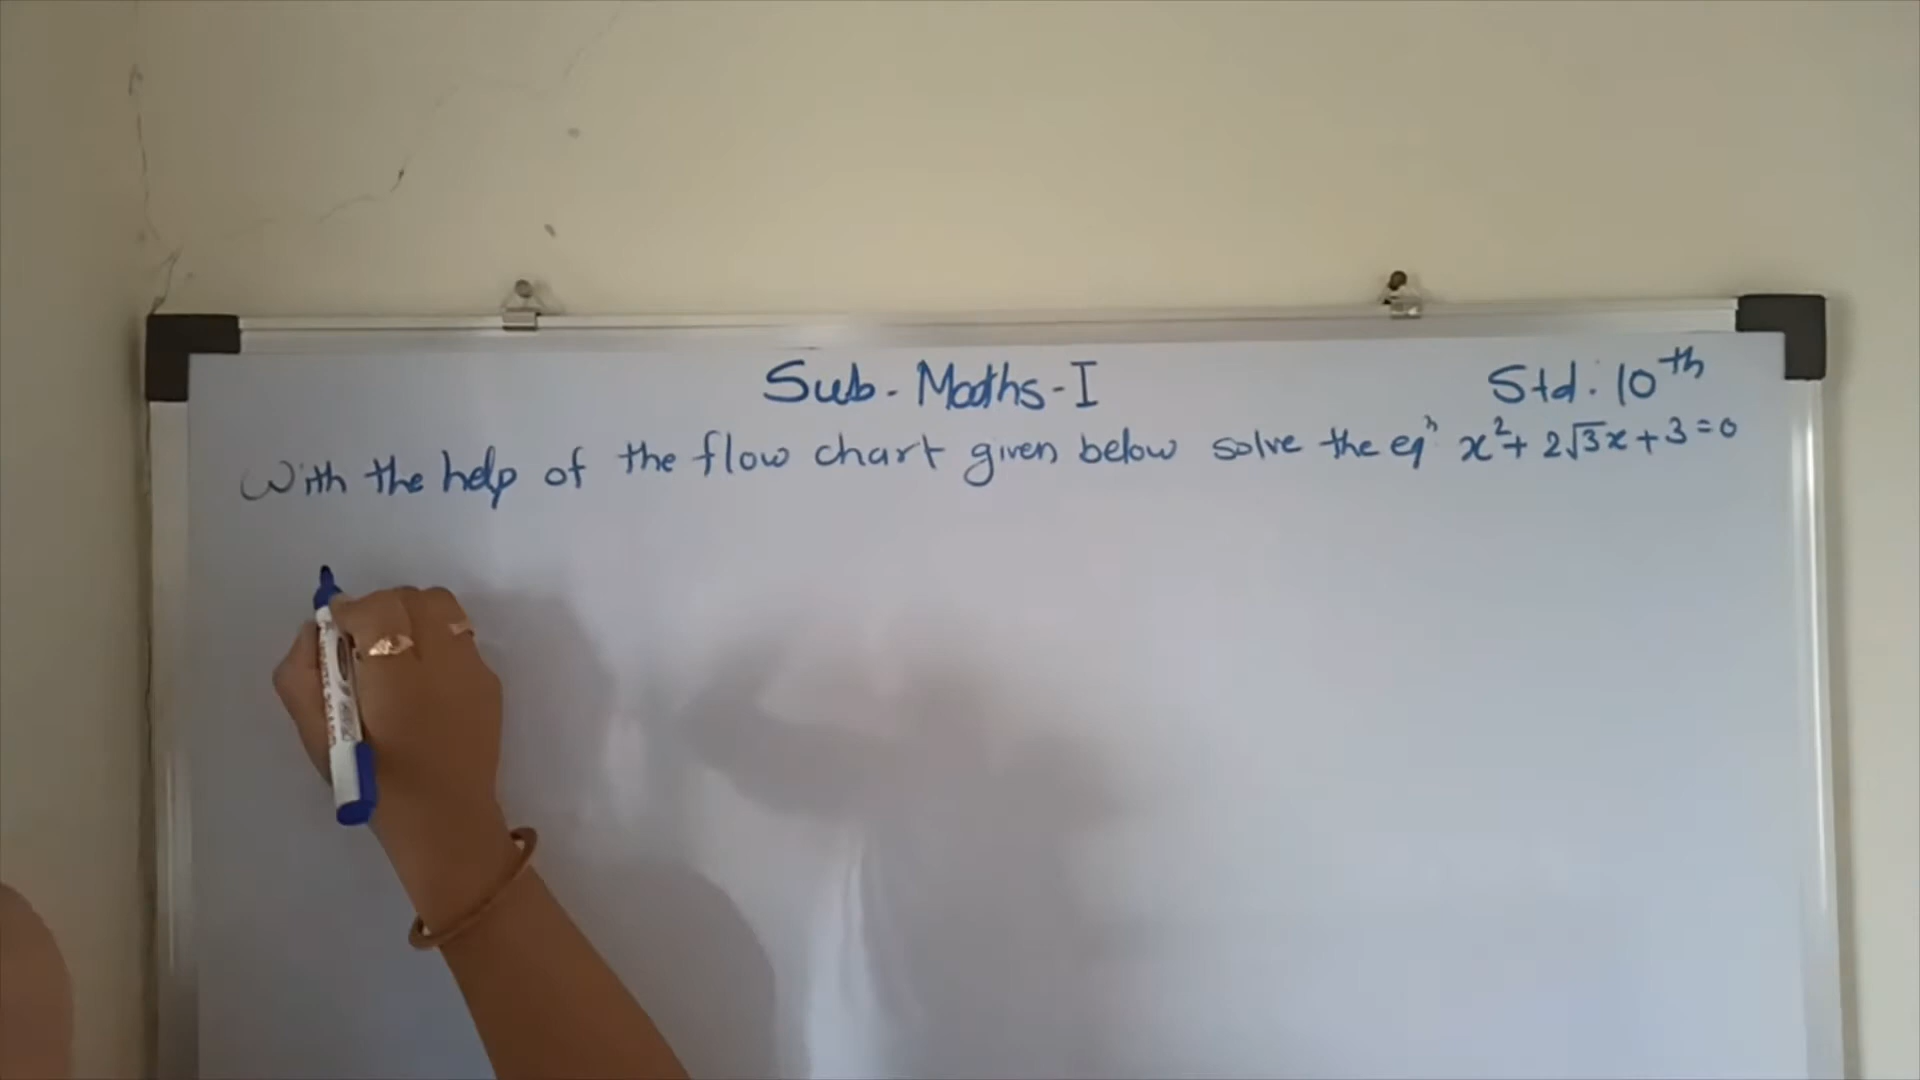 Sub. Maths-I
Std. 10th
With the help of the flow chart given below solve the eqⁿ x² + 2√3x + 3 = 0